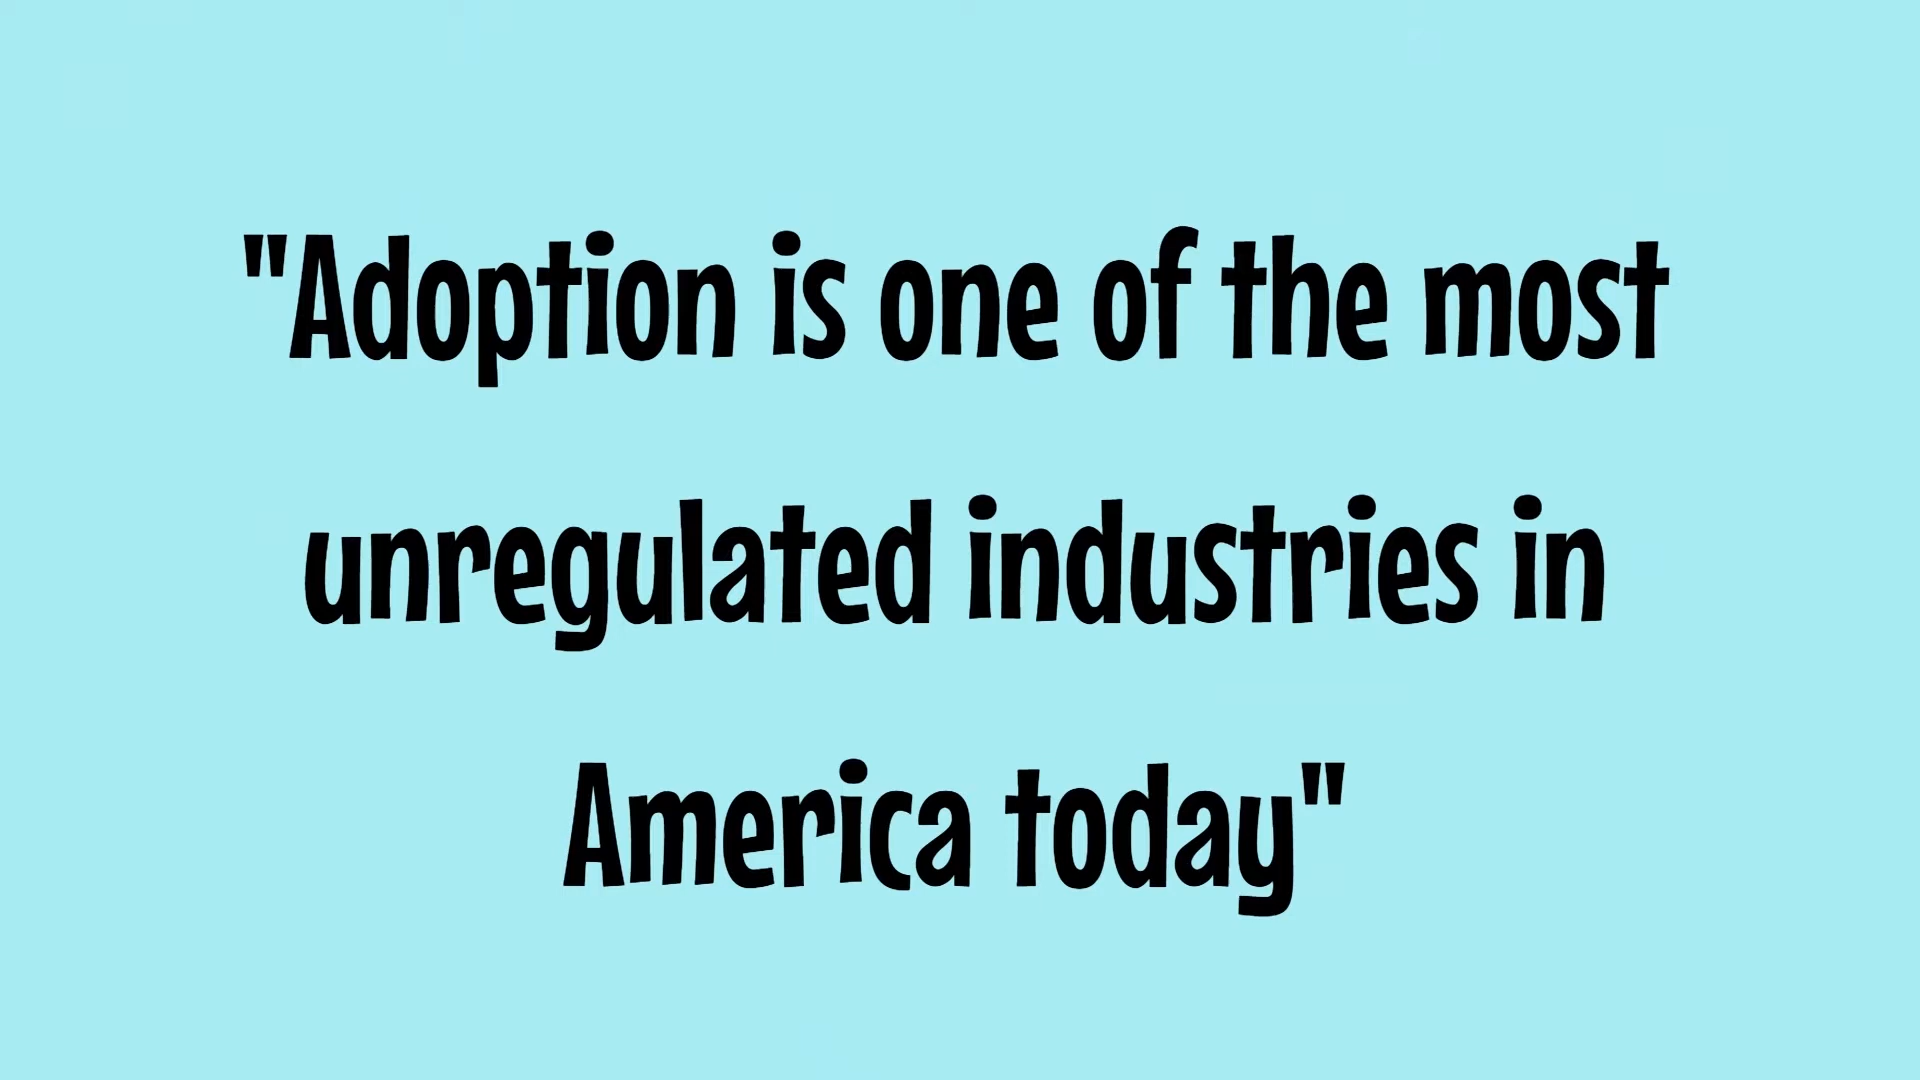 "Adoption is one of the most
unregulated industries in
America today"